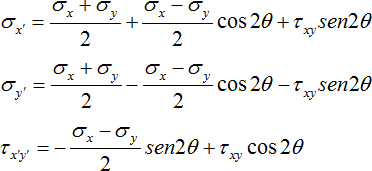 σx′ = (σx + σy)/2 + (σx − σy)/2 cos 2θ + τxy sen2θ
σy′ = (σx + σy)/2 − (σx − σy)/2 cos 2θ − τxy sen2θ
τx′y′ = − (σx − σy)/2 sen2θ + τxy cos 2θ